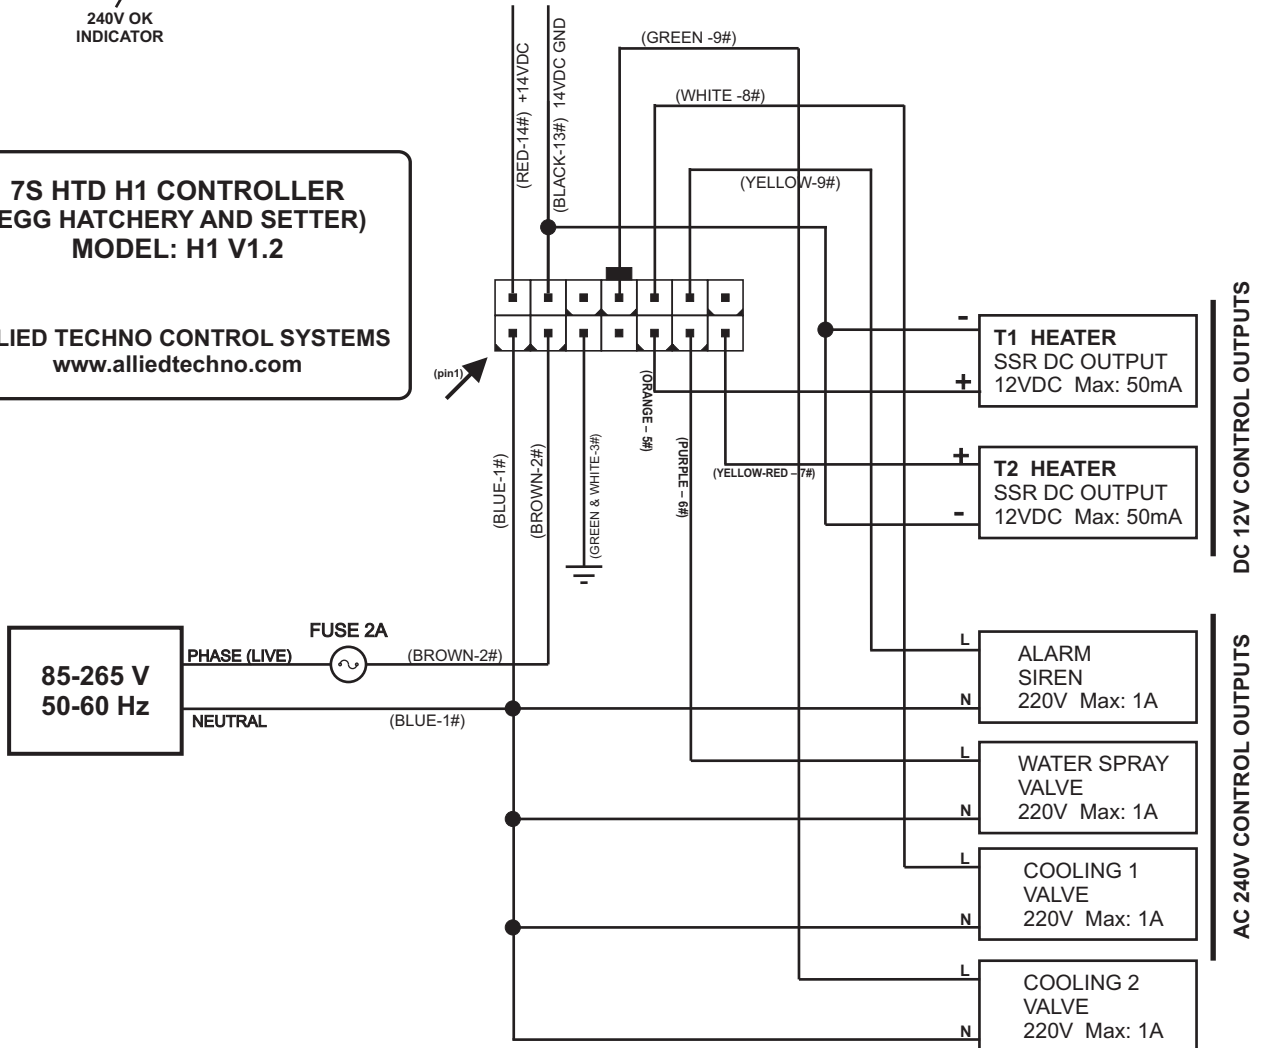 240V OK
INDICATOR
(RED-14#) +14VDC
(BLACK-13#) 14VDC GND
(GREEN -9#)
(WHITE -8#)
(YELLOW-9#)
7S HTD H1 CONTROLLER
EGG HATCHERY AND SETTER)
MODEL: H1 V1.2
LIED TECHNO CONTROL SYSTEMS
www.alliedtechno.com
(pin1)
(BLUE-1#)
(BROWN-2#)
(GREEN & WHITE-3#)
(ORANGE – 5#)
(PURPLE – 6#)
(YELLOW-RED – 7#)
-
T1 HEATER
SSR DC OUTPUT
+
12VDC Max: 50mA
+
T2 HEATER
SSR DC OUTPUT
-
12VDC Max: 50mA
DC 12V CONTROL OUTPUTS
85-265 V
50-60 Hz
PHASE (LIVE)
FUSE 2A
(BROWN-2#)
NEUTRAL
(BLUE-1#)
L
ALARM
SIREN
N
220V Max: 1A
L
WATER SPRAY
VALVE
N
220V Max: 1A
L
COOLING 1
VALVE
N
220V Max: 1A
L
COOLING 2
VALVE
N
220V Max: 1A
AC 240V CONTROL OUTPUTS